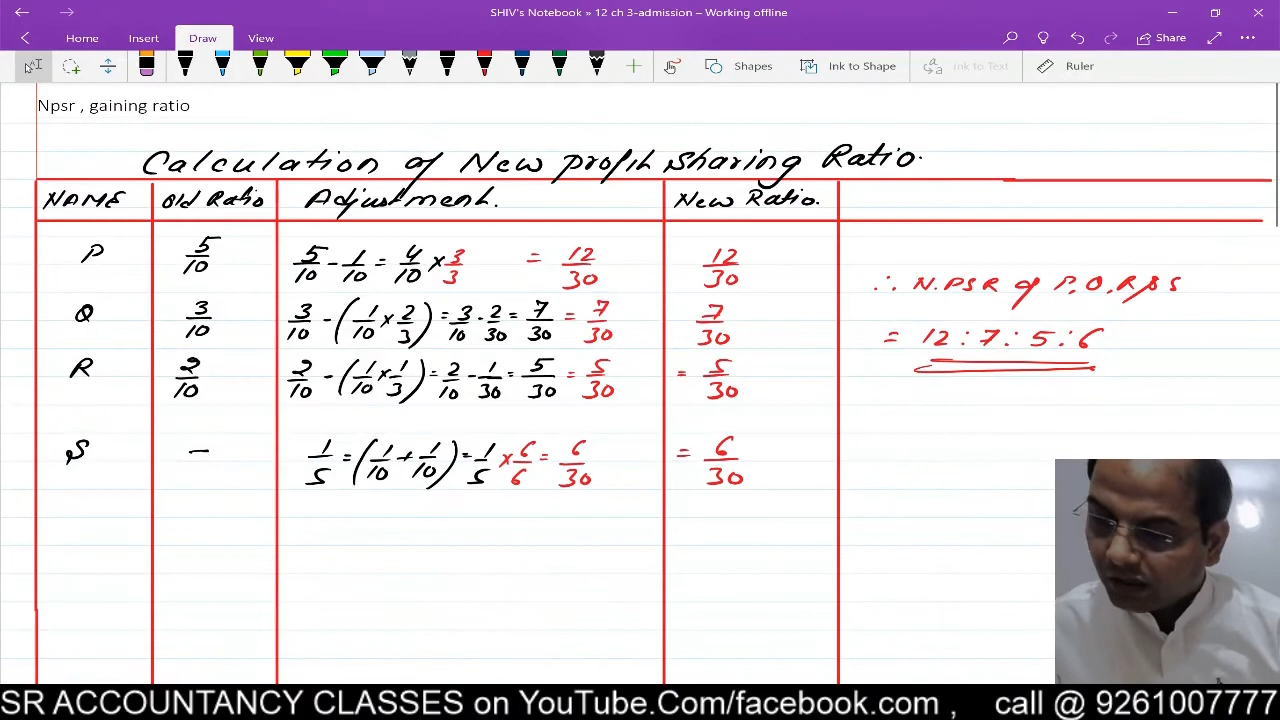 SHIV's Notebook » 12 ch 3-admission – Working offline
Home Insert Draw View Share
Shapes Ink to Shape Ink to Text Ruler
Npsr , gaining ratio
Calculation of New profit sharing Ratio.
NAME Old Ratio Adjustment. New Ratio.
P 5/10 5/10 - 1/10 = 4/10 × 3/3 = 12/30 12/30
∴ N.PSR of P, Q, R & S
Q 3/10 3/10 - (1/10 × 2/3) = 3/10 - 2/30 = 7/30 = 7/30 7/30
= 12 : 7 : 5 : 6
R 2/10 2/10 - (1/10 × 1/3) = 2/10 - 1/30 = 5/30 = 5/30 = 5/30
S — 1/5 = (1/10 + 1/10) = 1/5 × 6/6 = 6/30 = 6/30
SR ACCOUNTANCY CLASSES on YouTube.Com/facebook.com , call @ 9261007777